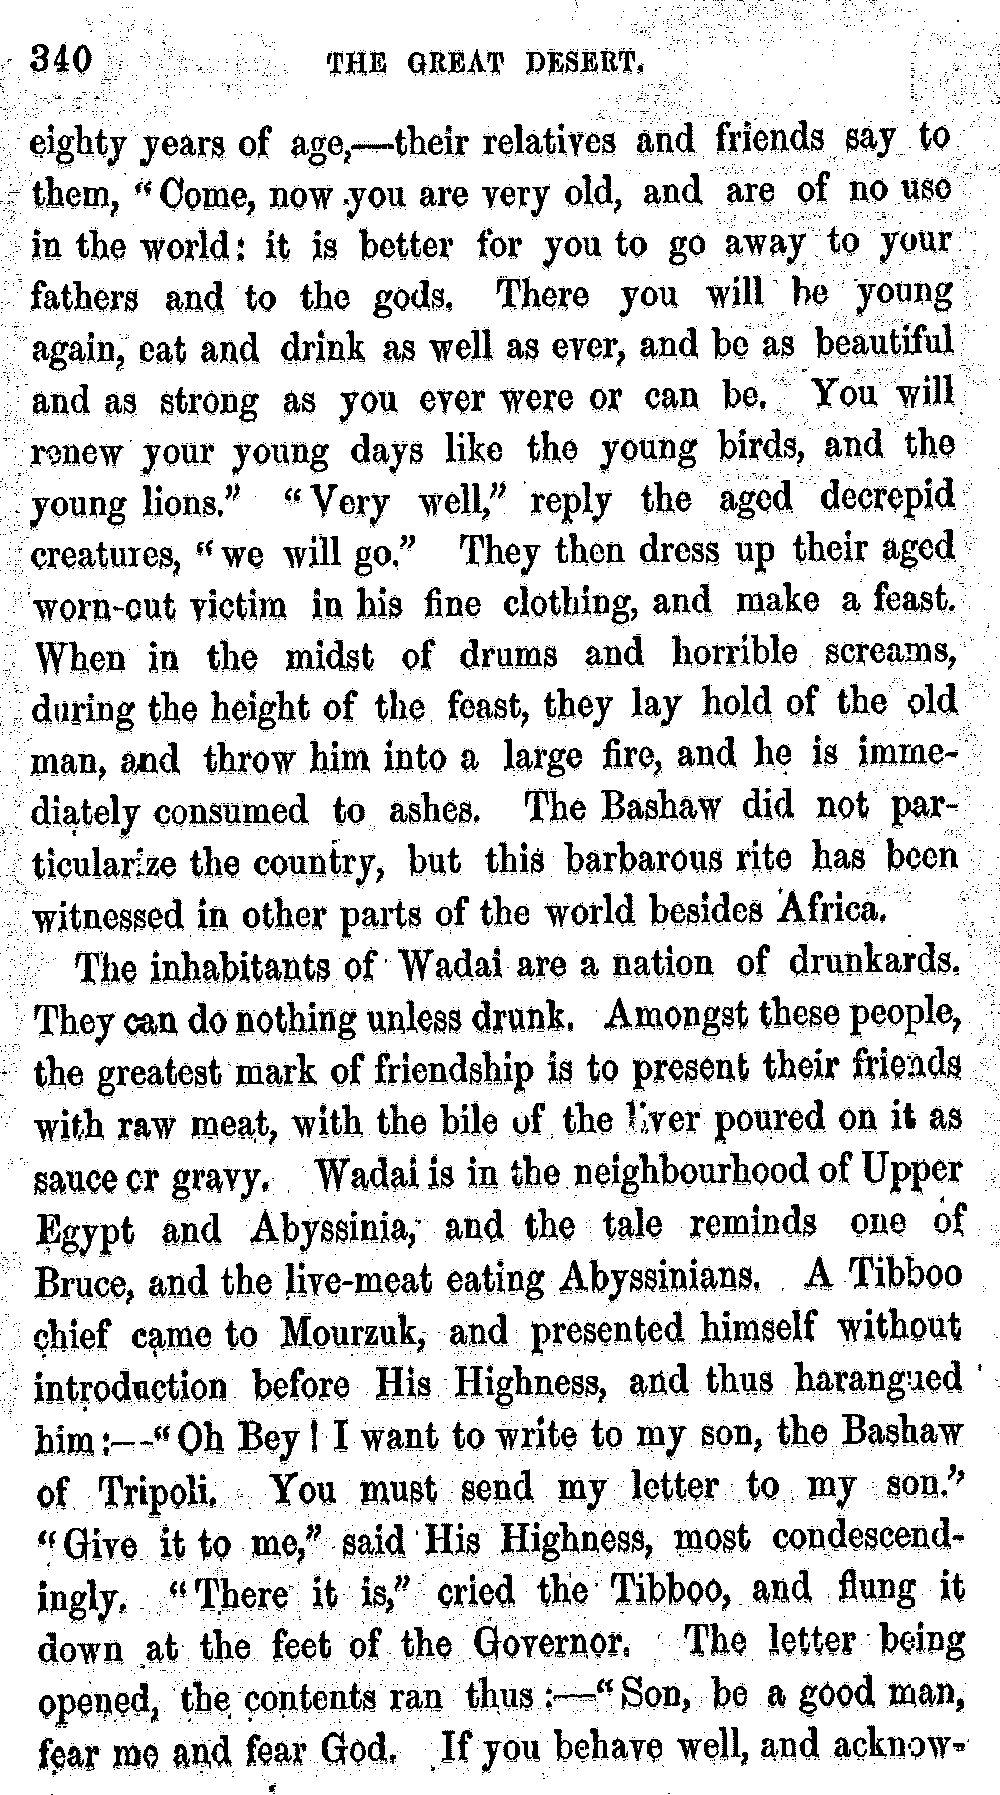 340 THE GREAT DESERT.
eighty years of age,—their relatives and friends say to
them, "Come, now you are very old, and are of no use
in the world: it is better for you to go away to your
fathers and to the gods. There you will be young
again, eat and drink as well as ever, and be as beautiful
and as strong as you ever were or can be. You will
renew your young days like the young birds, and the
young lions." "Very well," reply the aged decrepid
creatures, "we will go." They then dress up their aged
worn-out victim in his fine clothing, and make a feast.
When in the midst of drums and horrible screams,
during the height of the feast, they lay hold of the old
man, and throw him into a large fire, and he is imme-
diately consumed to ashes. The Bashaw did not par-
ticularize the country, but this barbarous rite has been
witnessed in other parts of the world besides Africa.
The inhabitants of Wadai are a nation of drunkards.
They can do nothing unless drunk. Amongst these people,
the greatest mark of friendship is to present their friends
with raw meat, with the bile of the liver poured on it as
sauce or gravy. Wadai is in the neighbourhood of Upper
Egypt and Abyssinia, and the tale reminds one of
Bruce, and the live-meat eating Abyssinians. A Tibboo
chief came to Mourzuk, and presented himself without
introduction before His Highness, and thus harangued
him:—"Oh Bey! I want to write to my son, the Bashaw
of Tripoli. You must send my letter to my son."
"Give it to me," said His Highness, most condescend-
ingly. "There it is," cried the Tibboo, and flung it
down at the feet of the Governor. The letter being
opened, the contents ran thus:—"Son, be a good man,
fear me and fear God. If you behave well, and acknow-